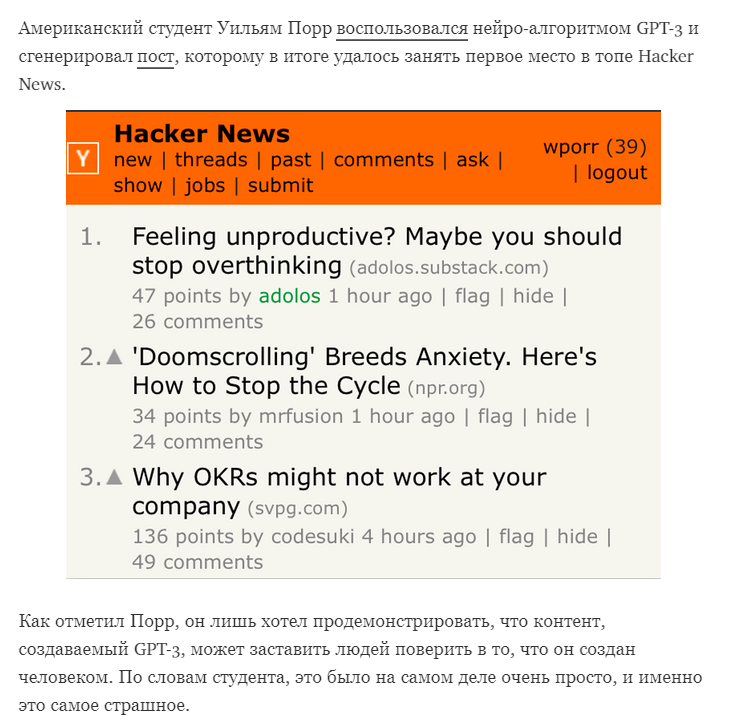 Американский студент Уильям Порр воспользовался нейро-алгоритмом GPT-3 и
сгенерировал пост, которому в итоге удалось занять первое место в топе Hacker
News.
Y
Hacker News
new | threads | past | comments | ask |
show | jobs | submit
wporr (39)
| logout
1. Feeling unproductive? Maybe you should
stop overthinking (adolos.substack.com)
47 points by adolos 1 hour ago | flag | hide |
26 comments
2. 'Doomscrolling' Breeds Anxiety. Here's
How to Stop the Cycle (npr.org)
34 points by mrfusion 1 hour ago | flag | hide |
24 comments
3. Why OKRs might not work at your
company (svpg.com)
136 points by codesuki 4 hours ago | flag | hide |
49 comments
Как отметил Порр, он лишь хотел продемонстрировать, что контент,
создаваемый GPT-3, может заставить людей поверить в то, что он создан
человеком. По словам студента, это было на самом деле очень просто, и именно
это самое страшное.